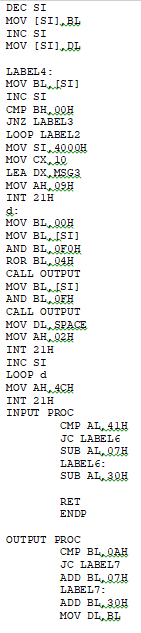 DEC SI
MOV [SI],BL
INC SI
MOV [SI],DL
LABEL4:
MOV BL,[SI]
INC SI
CMP BH,00H
JNZ LABEL3
LOOP LABEL2
MOV SI,4000H
MOV CX,10
LEA DX,MSG3
MOV AH,09H
INT 21H
d:
MOV BL,00H
MOV BL,[SI]
AND BL,0F0H
ROR BL,04H
CALL OUTPUT
MOV BL,[SI]
AND BL,0FH
CALL OUTPUT
MOV DL,SPACE
MOV AH,02H
INT 21H
INC SI
LOOP d
MOV AH,4CH
INT 21H
INPUT PROC
CMP AL,41H
JC LABEL6
SUB AL,07H
LABEL6:
SUB AL,30H
RET
ENDP
OUTPUT PROC
CMP BL,0AH
JC LABEL7
ADD BL,07H
LABEL7:
ADD BL,30H
MOV DL,BL